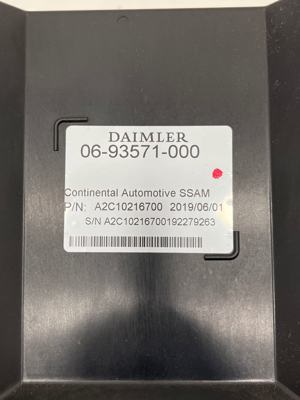 DAIMLER
06-93571-000
Continental Automotive SSAM
P/N: A2C10216700 2019/06/01
S/N A2C10216700192279263